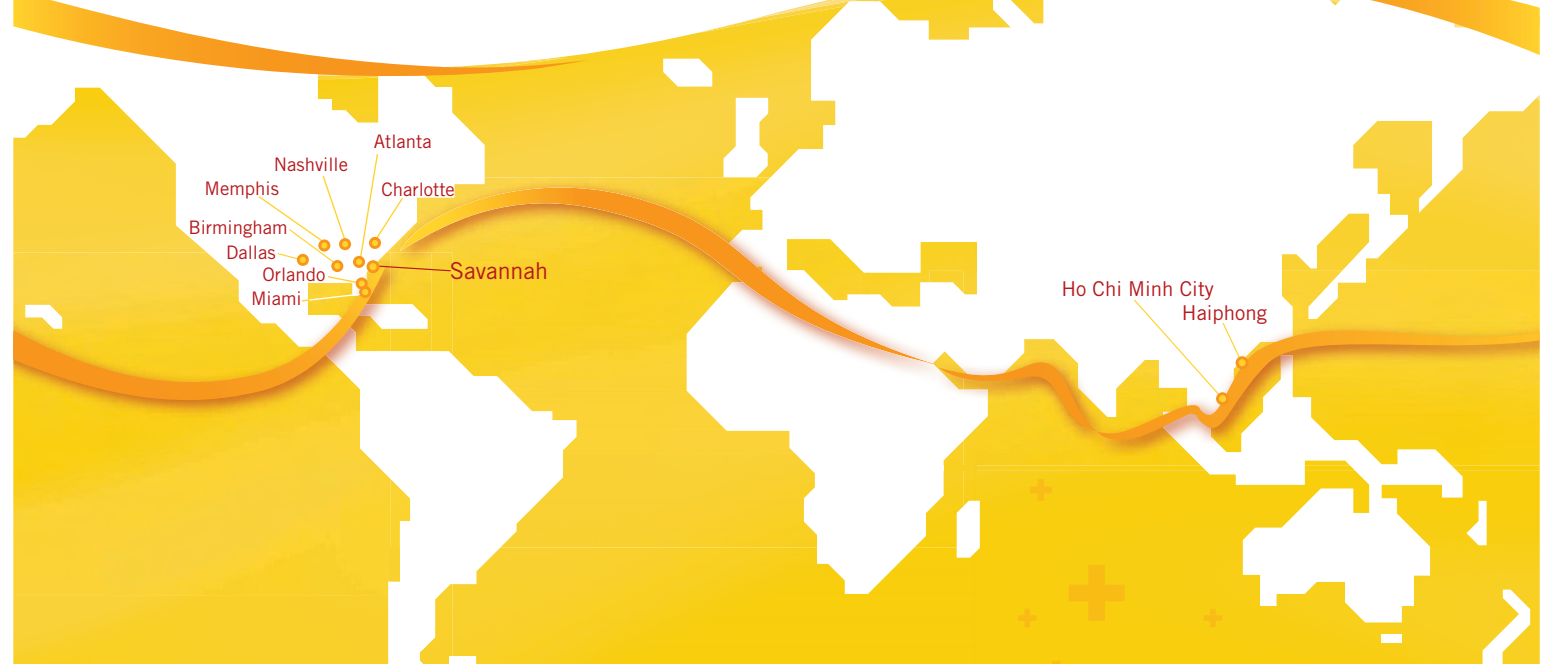 Atlanta
Nashville
Memphis
Charlotte
Birmingham
Dallas
Savannah
Orlando
Miami
Ho Chi Minh City
Haiphong